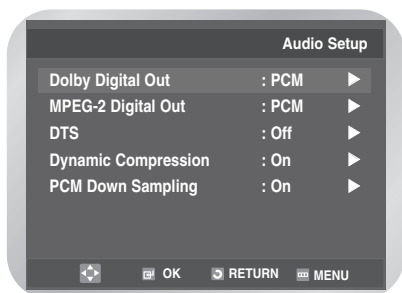 Audio Setup
Dolby Digital Out : PCM
MPEG-2 Digital Out : PCM
DTS : Off
Dynamic Compression : On
PCM Down Sampling : On
OK RETURN MENU